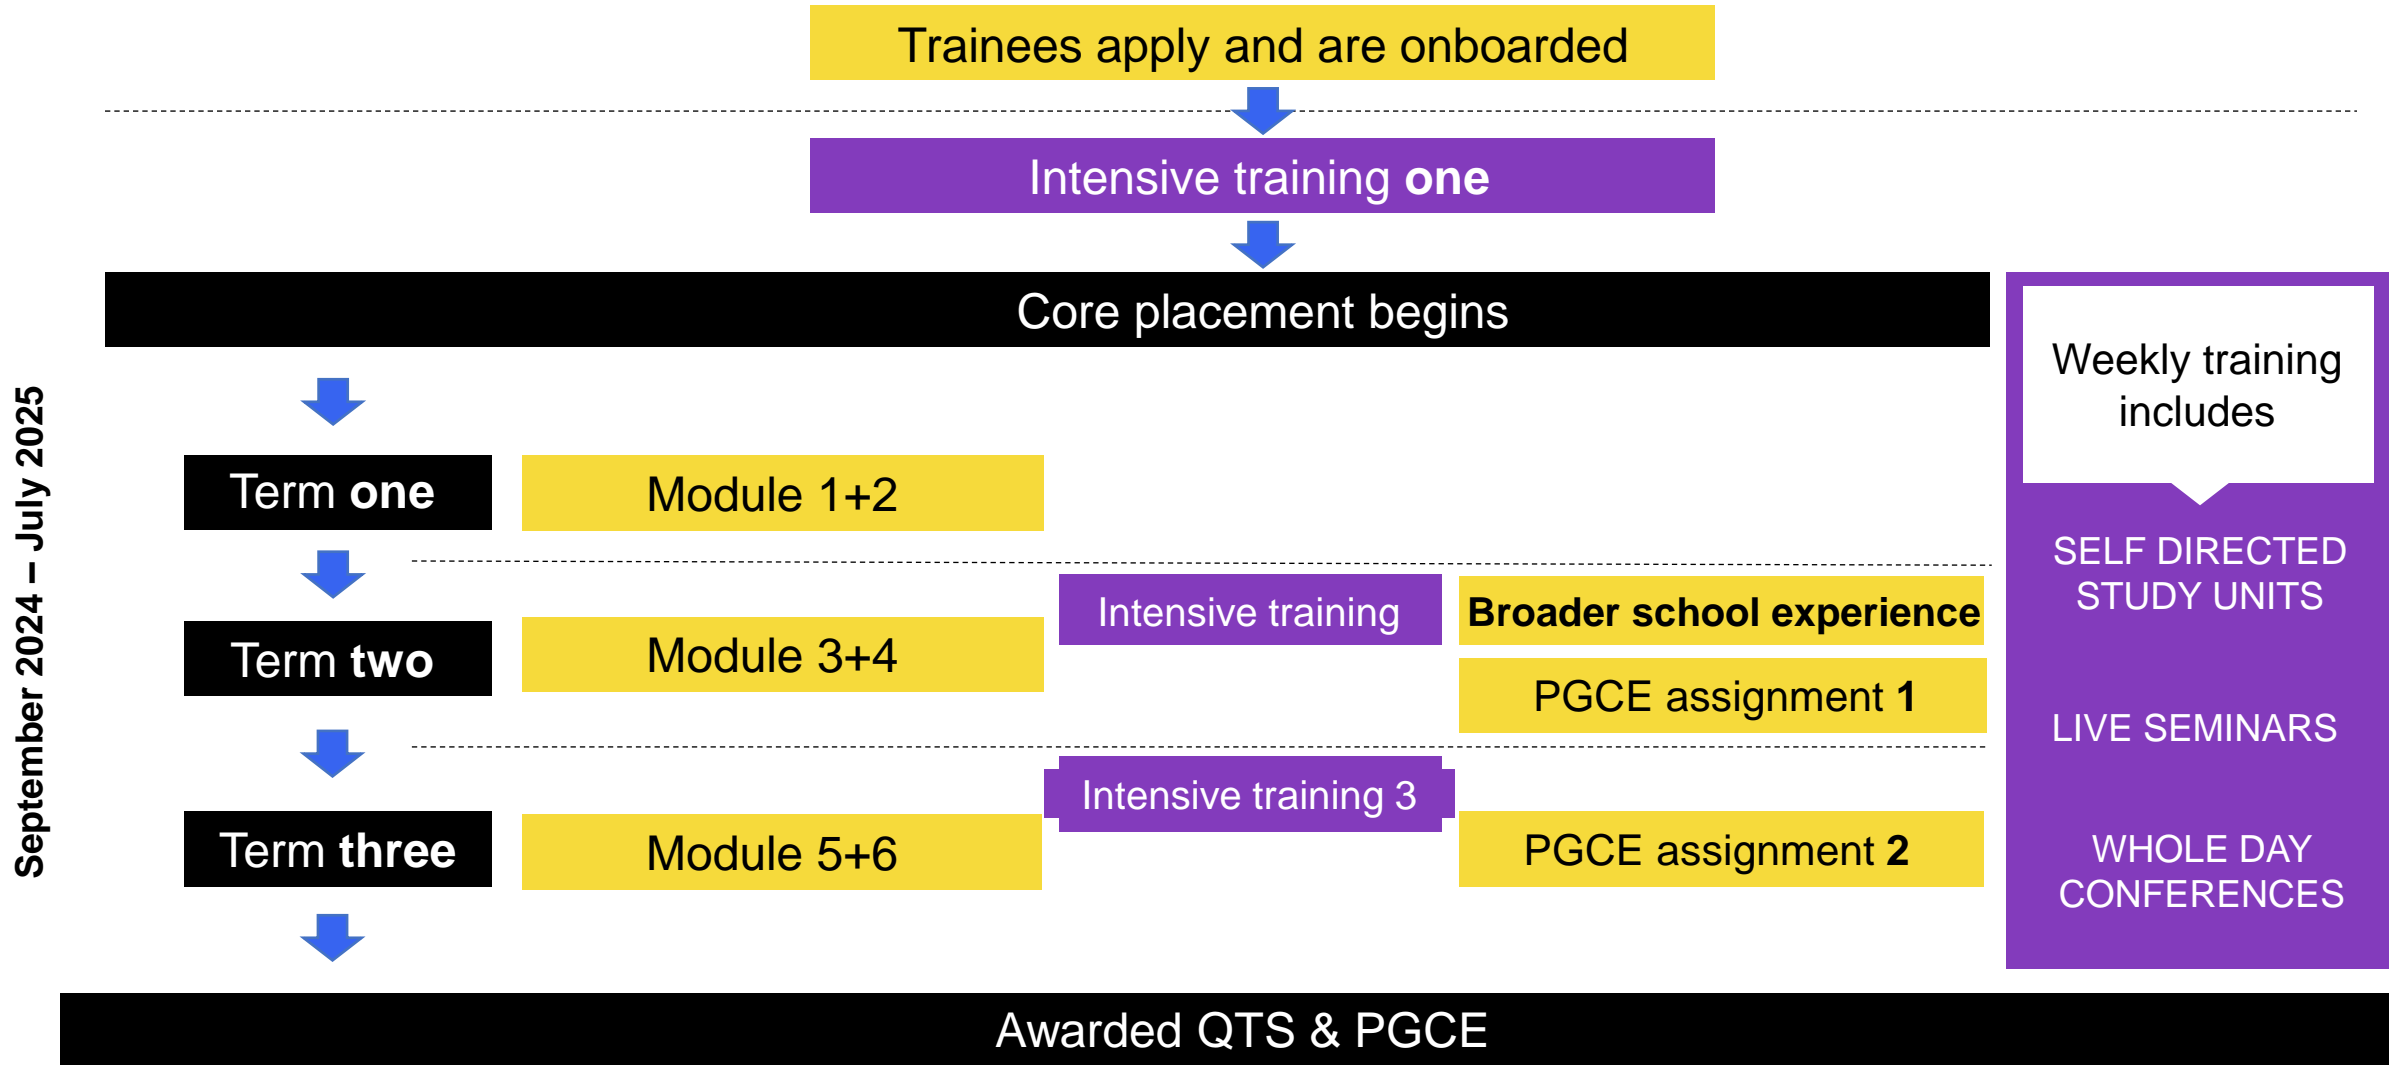 Trainees apply and are onboarded
Intensive training one
Core placement begins
September 2024 – July 2025
Term one
Module 1+2
Term two
Module 3+4
Intensive training
Broader school experience
PGCE assignment 1
Term three
Module 5+6
Intensive training 3
PGCE assignment 2
Weekly training
includes
SELF DIRECTED
STUDY UNITS
LIVE SEMINARS
WHOLE DAY
CONFERENCES
Awarded QTS & PGCE